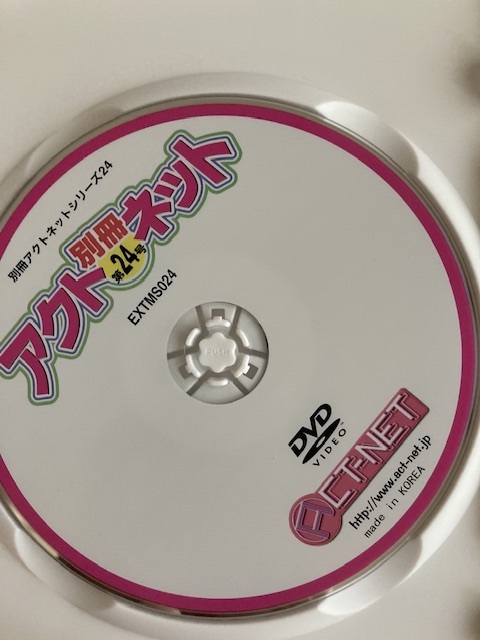 別冊アクトネットシリーズ24
別冊
アクトネット
第24号
EXTMS024
PUSH
DVD
VIDEO™
ACT-NET
http://www.act-net.jp
made in KOREA